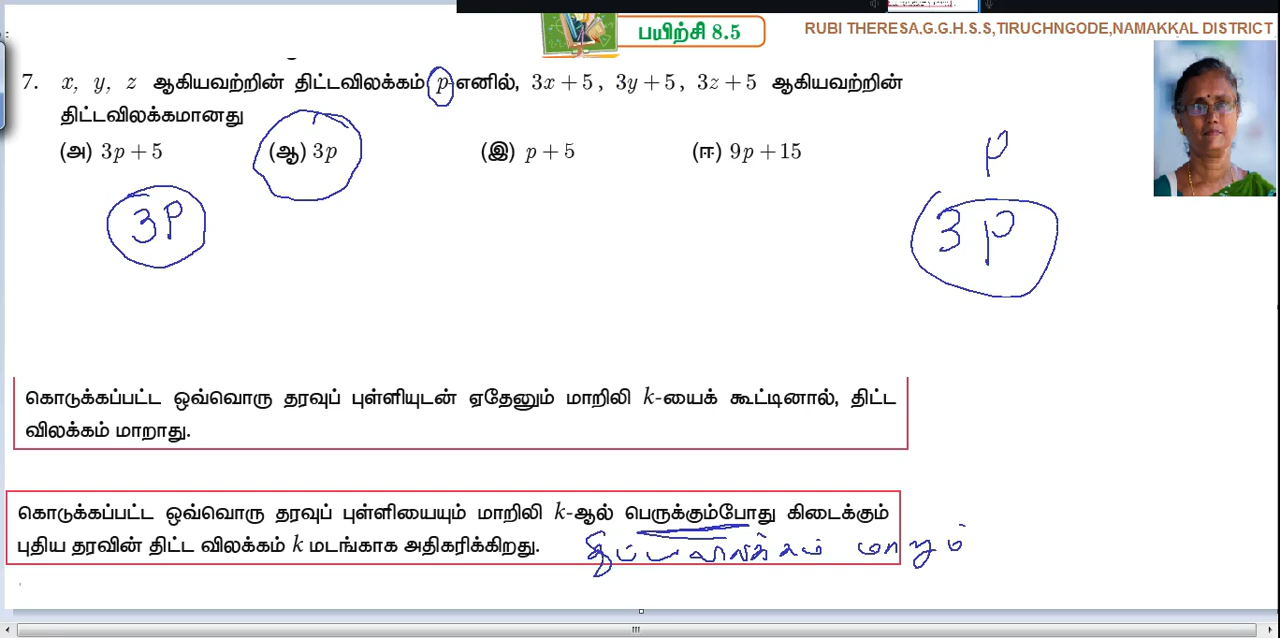 பயிற்சி 8.5
RUBI THERESA,G.G.H.S.S,TIRUCHNGODE,NAMAKKAL DISTRICT
7. x, y, z ஆகியவற்றின் திட்டவிலக்கம் p எனில், 3x + 5 , 3y + 5, 3z + 5 ஆகியவற்றின்
திட்டவிலக்கமானது
(அ) 3p + 5 (ஆ) 3p (இ) p + 5 (ஈ) 9p + 15
p
3P
3p
கொடுக்கப்பட்ட ஒவ்வொரு தரவுப் புள்ளியுடன் ஏதேனும் மாறிலி k-யைக் கூட்டினால், திட்ட
விலக்கம் மாறாது.
கொடுக்கப்பட்ட ஒவ்வொரு தரவுப் புள்ளியையும் மாறிலி k-ஆல் பெருக்கும்போது கிடைக்கும்
புதிய தரவின் திட்ட விலக்கம் k மடங்காக அதிகரிக்கிறது.
திட்டவிலக்கம் மாறும்